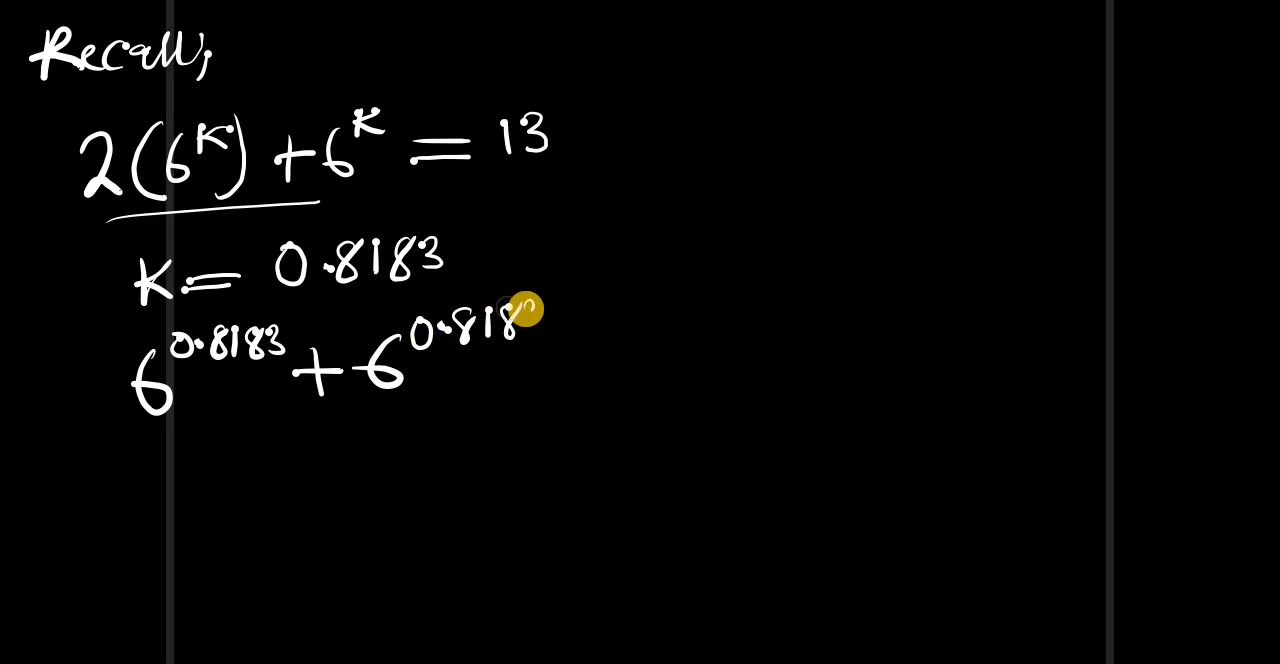 Recall;
2(6^K) + 6^K = 13
K = 0.8183
6^0.8183 + 6^0.818